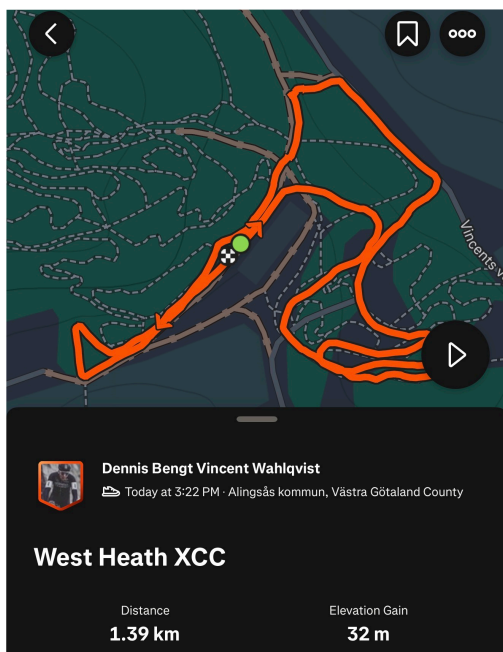 Vincents v
Dennis Bengt Vincent Wahlqvist
Today at 3:22 PM · Alingsås kommun, Västra Götaland County
West Heath XCC
Distance
Elevation Gain
1.39 km
32 m